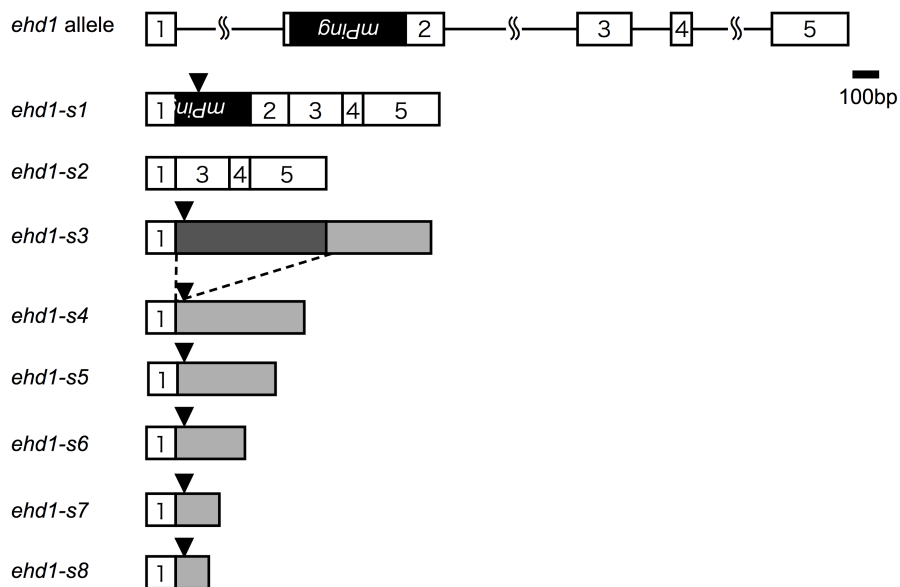 ehd1 allele 1 mPing 2 3 4 5
100bp
ehd1-s1 1 mPin 2 3 4 5
ehd1-s2 1 3 4 5
ehd1-s3 1
ehd1-s4 1
ehd1-s5 1
ehd1-s6 1
ehd1-s7 1
ehd1-s8 1